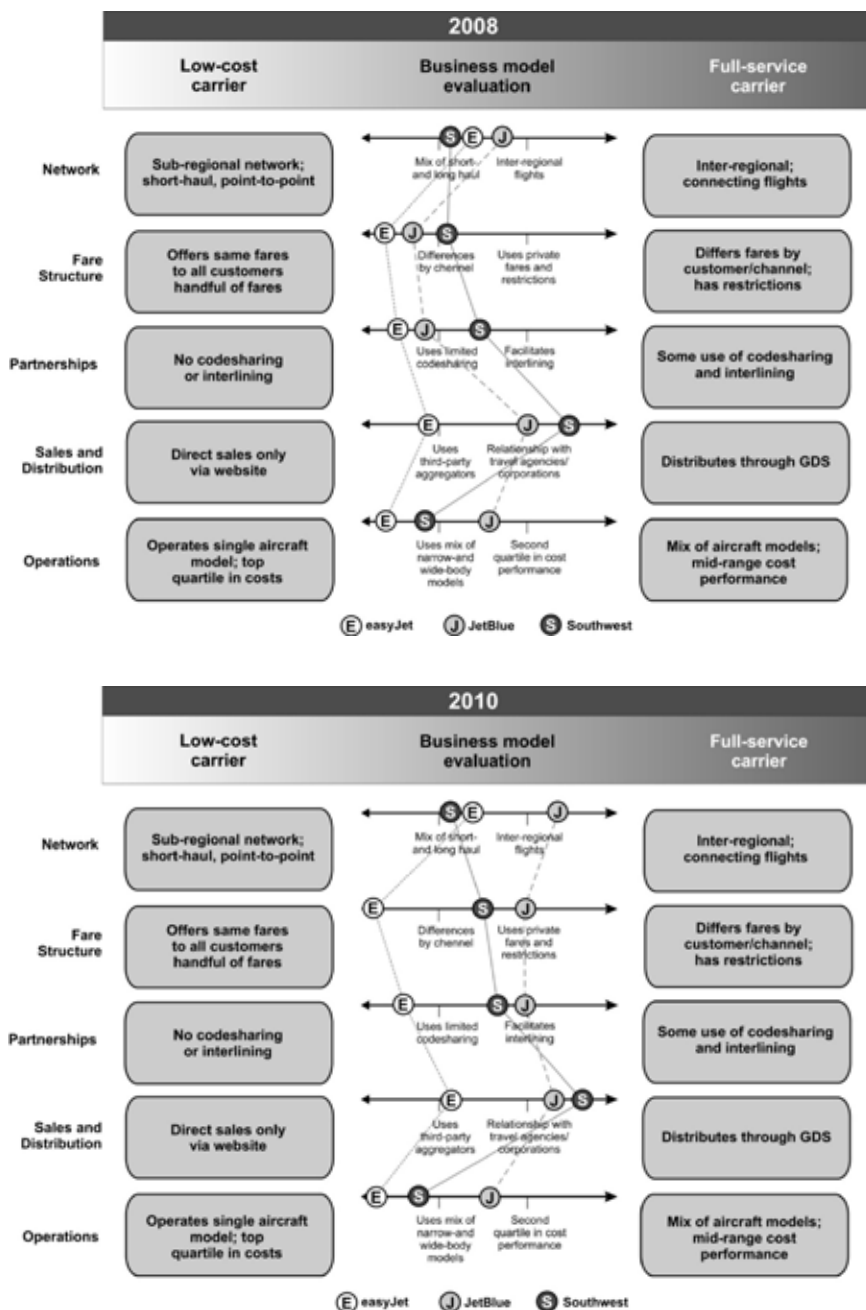 2008
Low-cost
carrier
Business model
evaluation
Full-service
carrier
Network
Sub-regional network;
short-haul, point-to-point
S E J
Mix of short-
and long haul
Inter-regional
flights
Inter-regional;
connecting flights
Fare
Structure
Offers same fares
to all customers
handful of fares
E J S
Differences
by chennel
Uses private
fares and
restrictions
Differs fares by
customer/channel;
has restrictions
Partnerships
No codesharing
or interlining
E J S
Uses limited
codesharing
Facilitates
interlining
Some use of codesharing
and interlining
Sales and
Distribution
Direct sales only
via website
E J S
Uses
third-party
aggregators
Relationship with
travel agencies/
corporations
Distributes through GDS
Operations
Operates single aircraft
model; top
quartile in costs
E S J
Uses mix of
narrow-and
wide-body
models
Second
quartile in cost
performance
Mix of aircraft models;
mid-range cost
performance
E easyJet J JetBlue S Southwest
2010
Low-cost
carrier
Business model
evaluation
Full-service
carrier
Network
Sub-regional network;
short-haul, point-to-point
S E J
Mix of short-
and long haul
Inter-regional
flights
Inter-regional;
connecting flights
Fare
Structure
Offers same fares
to all customers
handful of fares
E S J
Differences
by channel
Uses private
fares and
restrictions
Differs fares by
customer/channel;
has restrictions
Partnerships
No codesharing
or interlining
E S J
Uses limited
codesharing
Facilitates
interlining
Some use of codesharing
and interlining
Sales and
Distribution
Direct sales only
via website
E J S
Uses
third-party
aggregators
Relationship with
travel agencies/
corporations
Distributes through GDS
Operations
Operates single aircraft
model; top
quartile in costs
E S J
Uses mix of
narrow-and
wide-body
models
Second
quartile in cost
performance
Mix of aircraft models;
mid-range cost
performance
E easyJet J JetBlue S Southwest